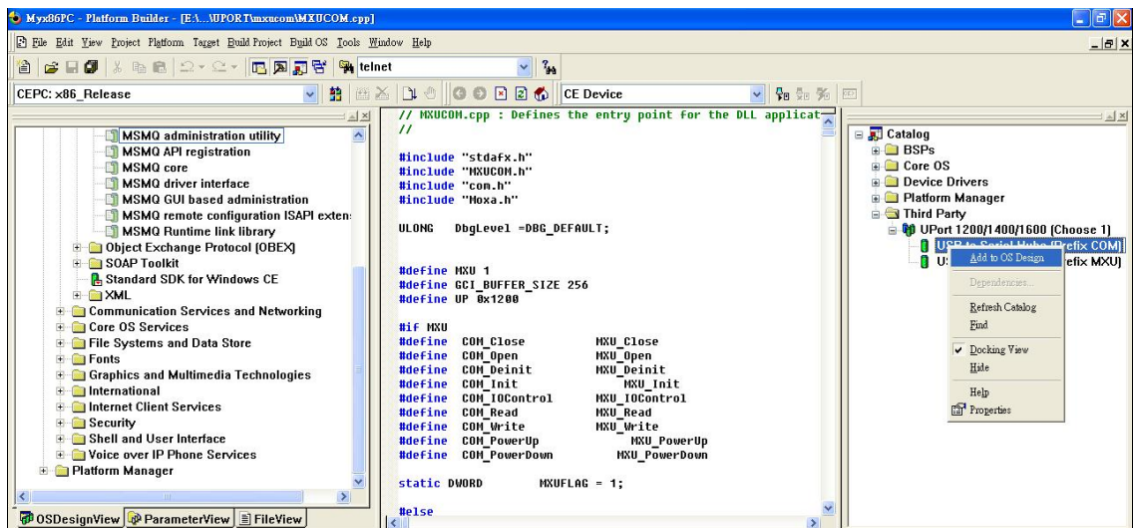 Myx86PC - Platform Builder - [E:\...\UPORT\mxucom\MXUCOM.cpp]
File Edit View Project Platform Target Build Project Build OS Tools Window Help
telnet
CEPC: x86_Release
CE Device
MSMQ administration utility
MSMQ API registration
MSMQ core
MSMQ driver interface
MSMQ GUI based administration
MSMQ remote configuration ISAPI exten
MSMQ Runtime link library
Object Exchange Protocol (OBEX)
SOAP Toolkit
Standard SDK for Windows CE
XML
Communication Services and Networking
Core OS Services
File Systems and Data Store
Fonts
Graphics and Multimedia Technologies
International
Internet Client Services
Security
Shell and User Interface
Voice over IP Phone Services
Platform Manager
OSDesignView ParameterView FileView
// MXUCOM.cpp : Defines the entry point for the DLL applicat
//
#include "stdafx.h"
#include "MXUCOM.h"
#include "com.h"
#include "Moxa.h"
ULONG DbgLevel =DBG_DEFAULT;
#define MXU 1
#define GCI_BUFFER_SIZE 256
#define UP 0x1200
#if MXU
#define COM_Close MXU_Close
#define COM_Open MXU_Open
#define COM_Deinit MXU_Deinit
#define COM_Init MXU_Init
#define COM_IOControl MXU_IOControl
#define COM_Read MXU_Read
#define COM_Write MXU_Write
#define COM_PowerUp MXU_PowerUp
#define COM_PowerDown MXU_PowerDown
static DWORD MXUFLAG = 1;
#else
Catalog
BSPs
Core OS
Device Drivers
Platform Manager
Third Party
UPort 1200/1400/1600 (Choose 1)
USB to Serial Hubs (Prefix COM)
U efix MXU)
Add to OS Design
Dependencies...
Refresh Catalog
Find
Docking View
Hide
Help
Properties